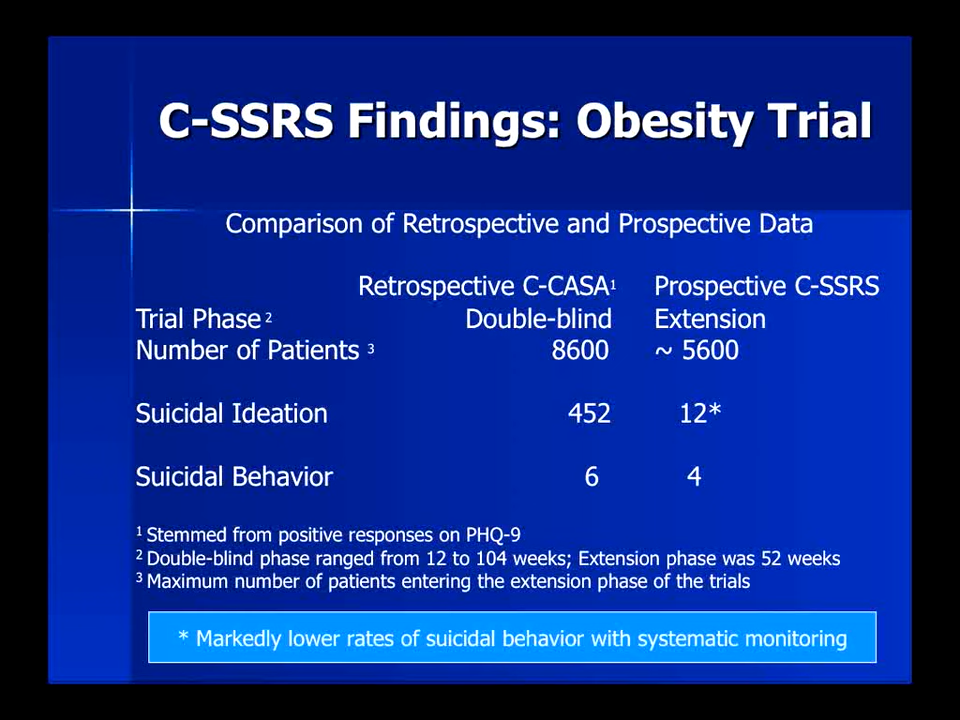 C-SSRS Findings: Obesity Trial
Comparison of Retrospective and Prospective Data
Retrospective C-CASA1 Prospective C-SSRS
Trial Phase 2 Double-blind Extension
Number of Patients 3 8600 ~ 5600
Suicidal Ideation 452 12*
Suicidal Behavior 6 4
1 Stemmed from positive responses on PHQ-9
2 Double-blind phase ranged from 12 to 104 weeks; Extension phase was 52 weeks
3 Maximum number of patients entering the extension phase of the trials
* Markedly lower rates of suicidal behavior with systematic monitoring